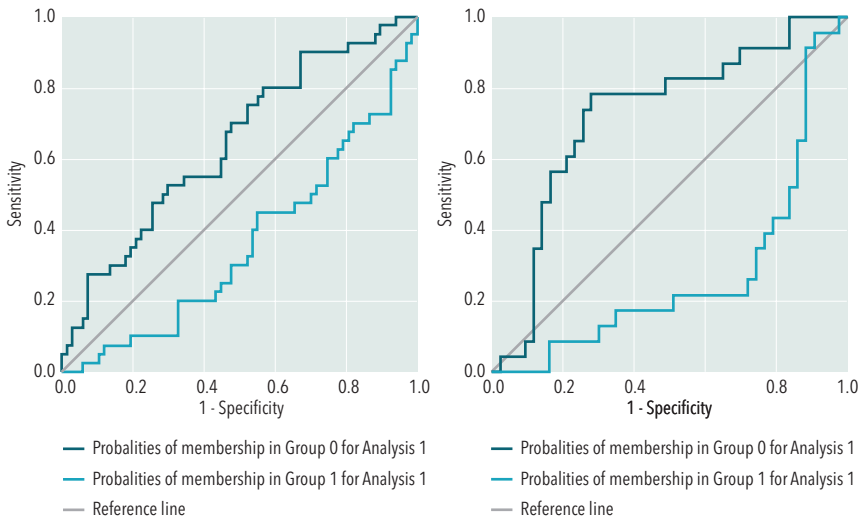 1.0
0.8
0.6
0.4
0.2
0.0
Sensitivity
0.0 0.2 0.4 0.6 0.8 1.0
1 - Specificity
Probalities of membership in Group 0 for Analysis 1
Probalities of membership in Group 1 for Analysis 1
Reference line
1.0
0.8
0.6
0.4
0.2
0.0
Sensitivity
0.0 0.2 0.4 0.6 0.8 1.0
1 - Specificity
Probalities of membership in Group 0 for Analysis 1
Probalities of membership in Group 1 for Analysis 1
Reference line